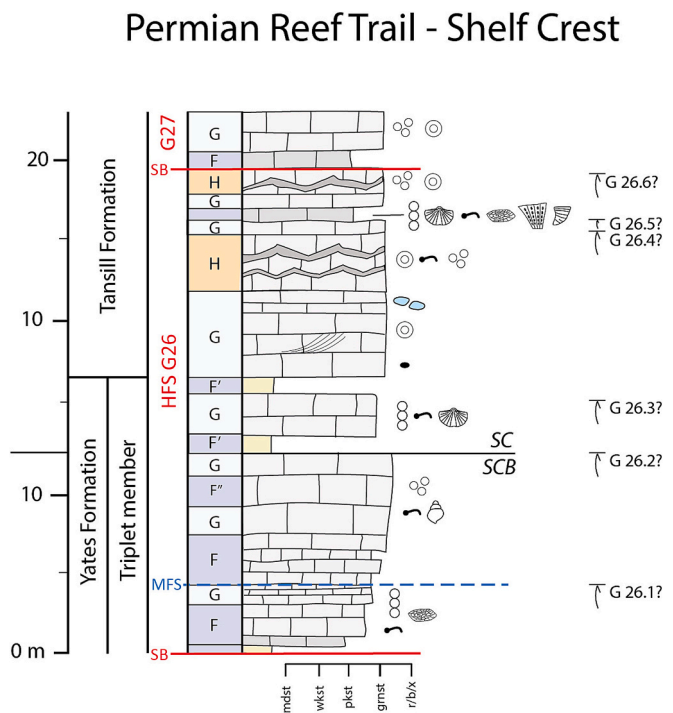 Permian Reef Trail - Shelf Crest
20
10
10
0 m
Tansill Formation
Yates Formation
Triplet member
G27
HFS G26
SB
MFS
SB
G
F
H
G
G
H
G
F'
G
F'
G
F"
G
F
G
F
SC
SCB
G 26.6?
G 26.5?
G 26.4?
G 26.3?
G 26.2?
G 26.1?
mdst
wkst
pkst
grnst
r/b/x